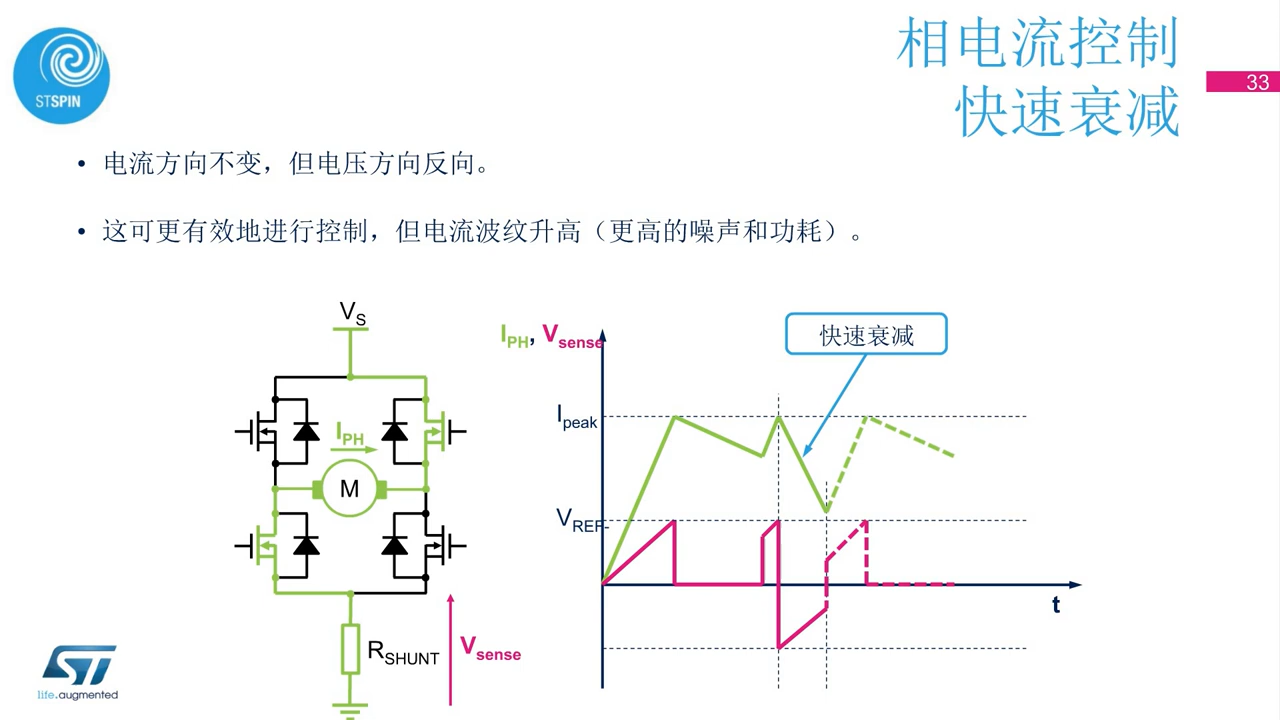 相电流控制
快速衰减
33
STSPIN
• 电流方向不变，但电压方向反向。
• 这可更有效地进行控制，但电流波纹升高（更高的噪声和功耗）。
VS
IPH
M
RSHUNT
Vsense
IPH, Vsense
快速衰减
Ipeak
VREF-
t
ST
life.augmented